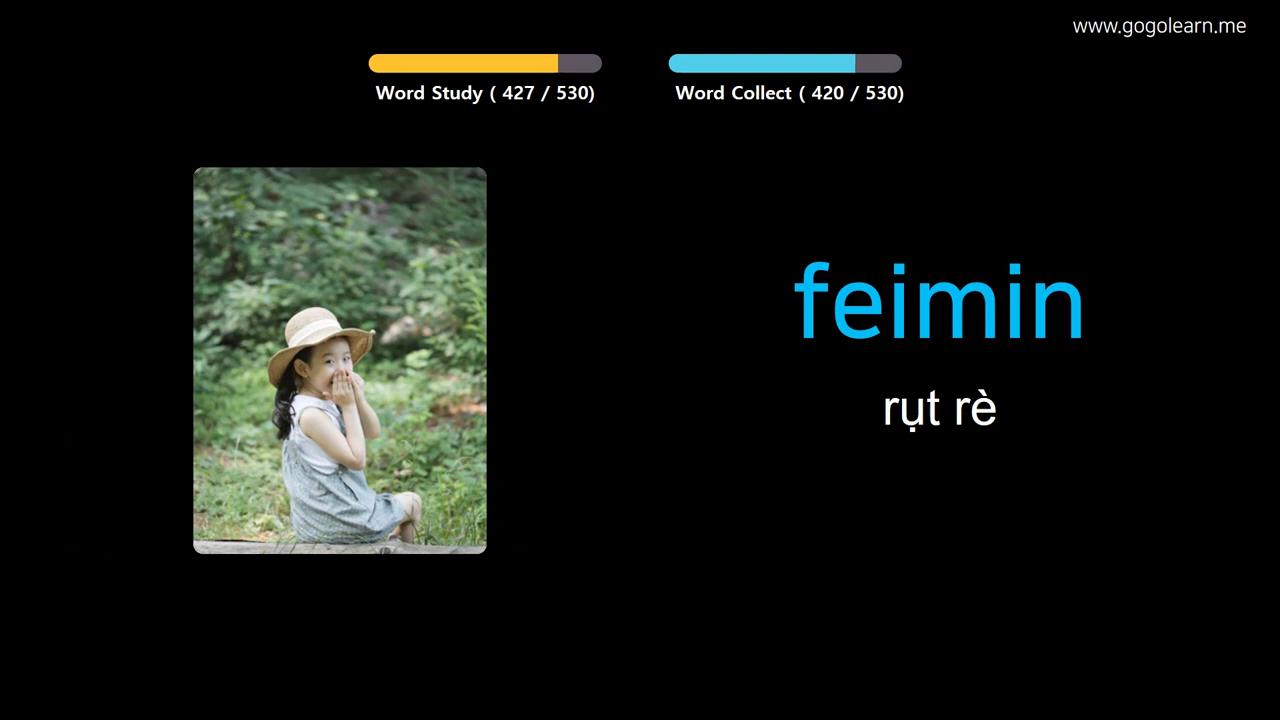 www.gogolearn.me
Word Study ( 427 / 530)
Word Collect ( 420 / 530)
feimin
rụt rè